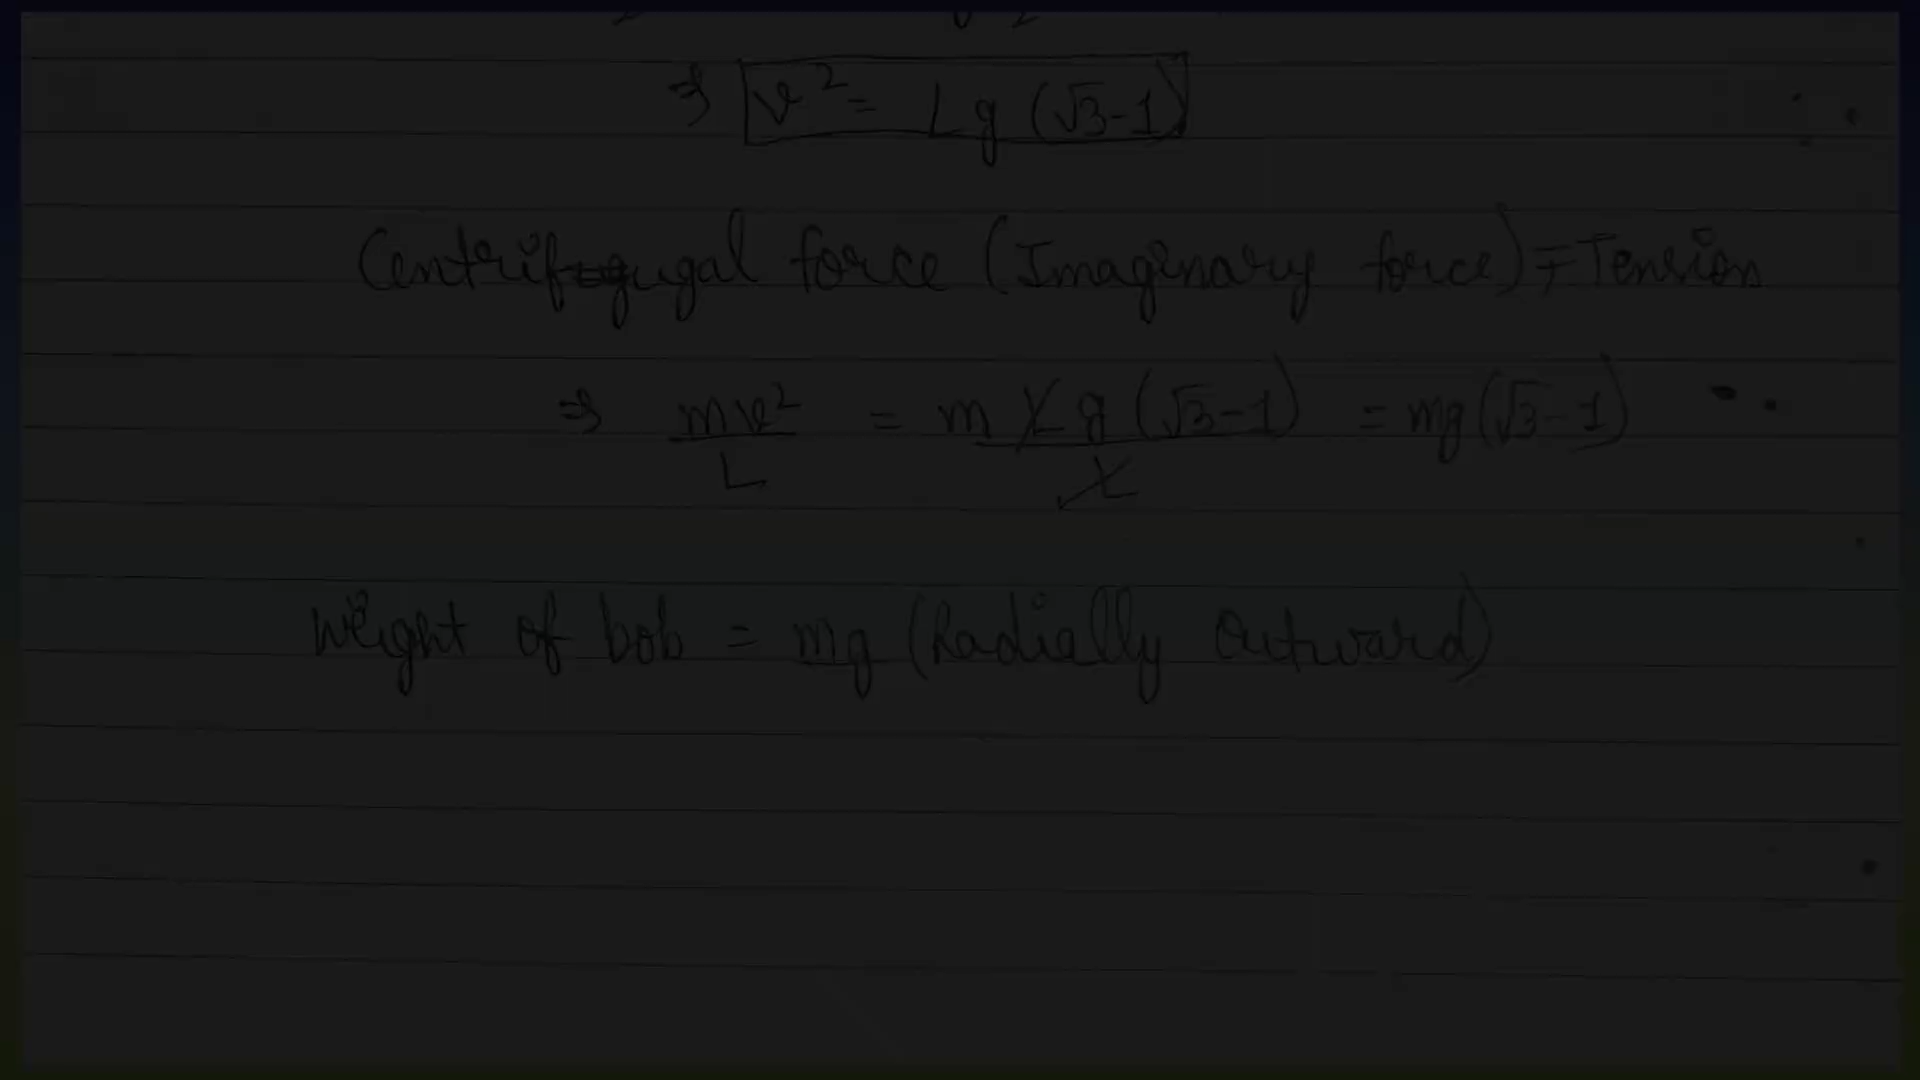 ⇒ v² = Lg (√3-1)
Centrifugal force (Imaginary force) ≠ Tension
⇒ mv²/L = m L g (√3-1)/L = mg (√3-1)
Weight of bob = mg (Radially Outward)